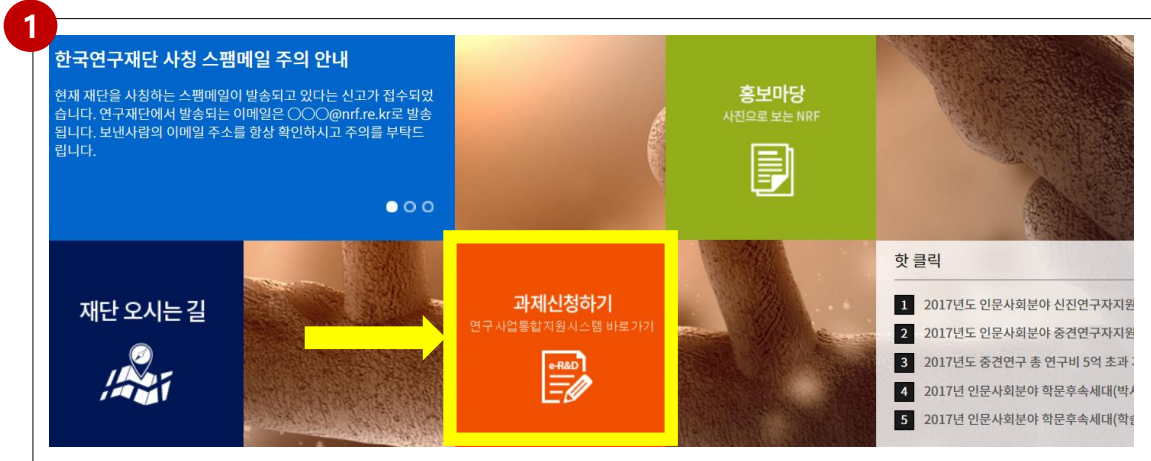 1
한국연구재단 사칭 스팸메일 주의 안내
현재 재단을 사칭하는 스팸메일이 발송되고 있다는 신고가 접수되었
습니다. 연구재단에서 발송되는 이메일은 〇〇〇@nrf.re.kr로 발송
됩니다. 보낸사람의 이메일 주소를 항상 확인하시고 주의를 부탁드
립니다.
홍보마당
사진으로 보는 NRF
재단 오시는 길
과제신청하기
연구사업통합지원시스템 바로가기
e-R&D
핫 클릭
1 2017년도 인문사회분야 신진연구자지원
2 2017년도 인문사회분야 중견연구자지원
3 2017년도 중견연구 총 연구비 5억 초과
4 2017년 인문사회분야 학문후속세대(박
5 2017년 인문사회분야 학문후속세대(학